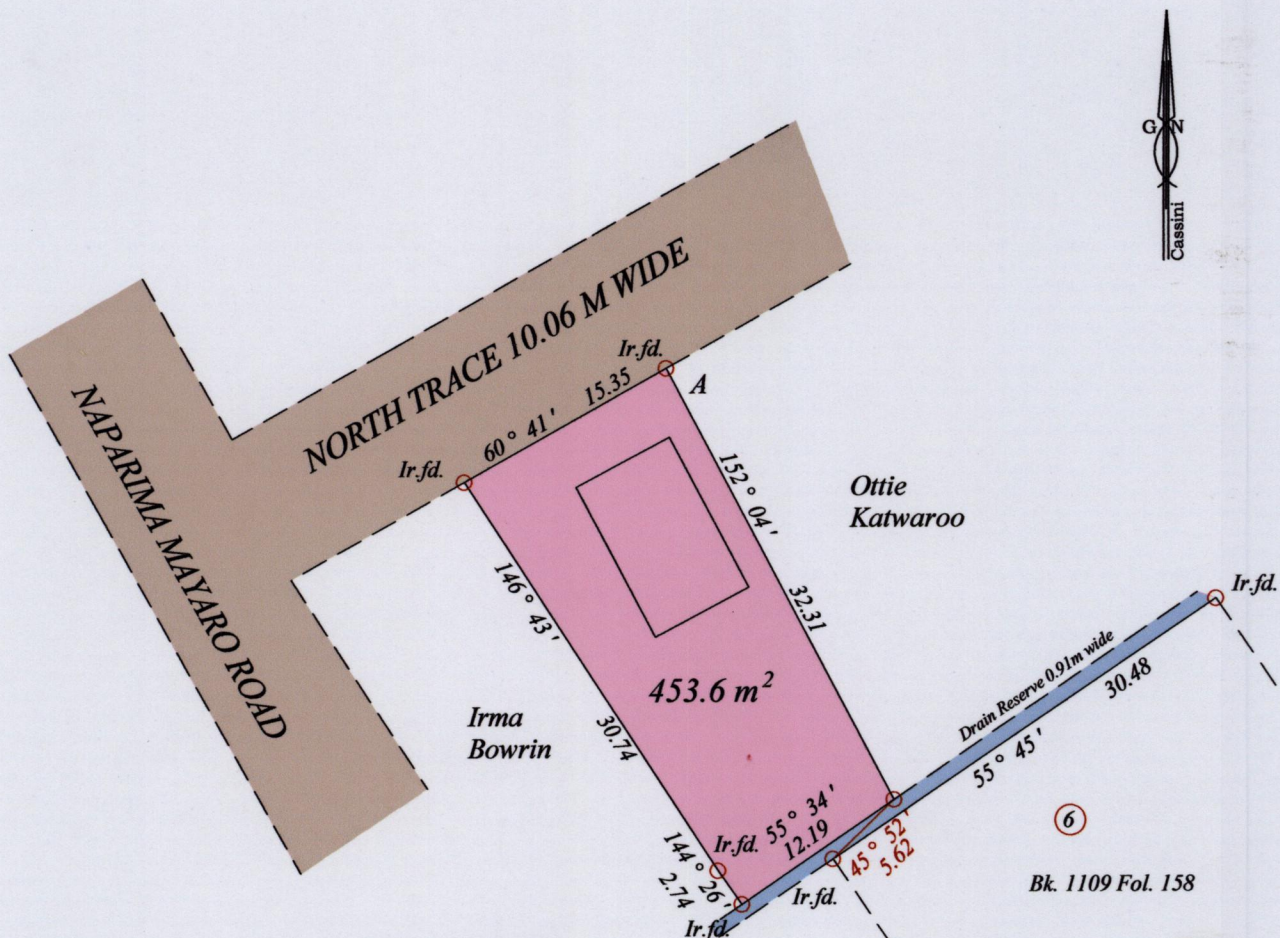 G N
Cassini
NORTH TRACE 10.06 M WIDE
NAPARIMA MAYARO ROAD
Ir.fd.
A
15.35
60° 41'
Ir.fd.
152° 04'
32.31
Ottie
Katwaroo
146° 43'
30.74
453.6 m²
Irma
Bowrin
Ir.fd.
Drain Reserve 0.91m wide
30.48
55° 45'
55° 34'
12.19
Ir.fd.
144° 26'
2.74
45° 52'
5.62
Ir.fd.
Ir.fd.
6
Bk. 1109 Fol. 158